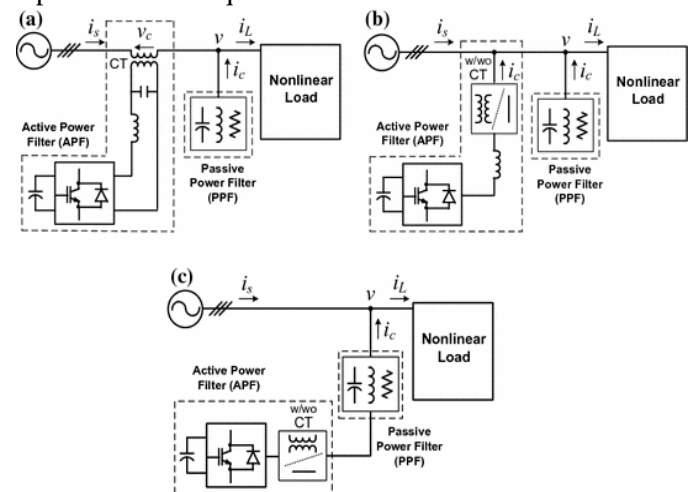 (a)
i_s
v_c
CT
v
i_L
i_c
Nonlinear
Load
Active Power
Filter (APF)
Passive
Power Filter
(PPF)
(b)
i_s
w/wo
CT
i_c
v
i_L
i_c
Nonlinear
Load
Active Power
Filter (APF)
Passive
Power Filter
(PPF)
(c)
i_s
v
i_L
i_c
Nonlinear
Load
Active Power
Filter (APF)
w/wo
CT
Passive
Power Filter
(PPF)